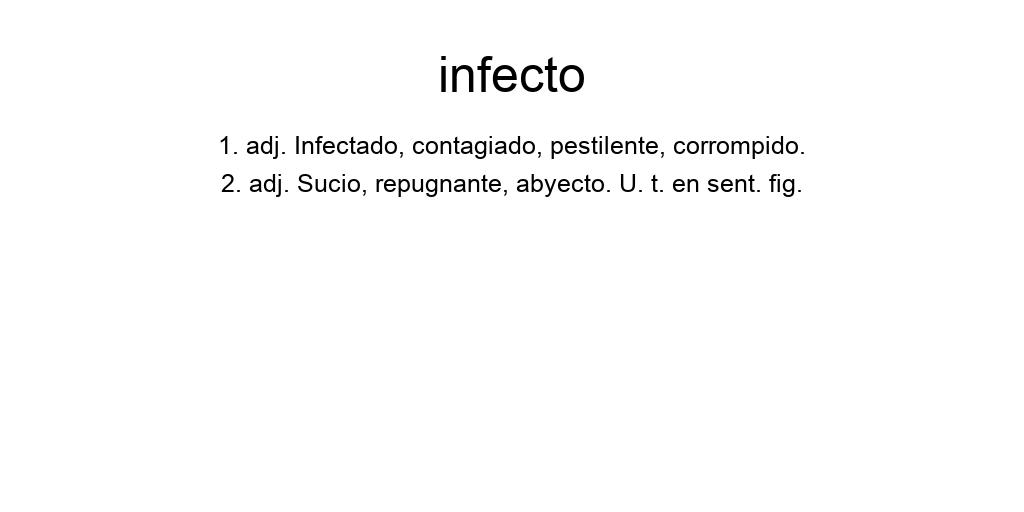 infecto
1. adj. Infectado, contagiado, pestilente, corrompido.
2. adj. Sucio, repugnante, abyecto. U. t. en sent. fig.